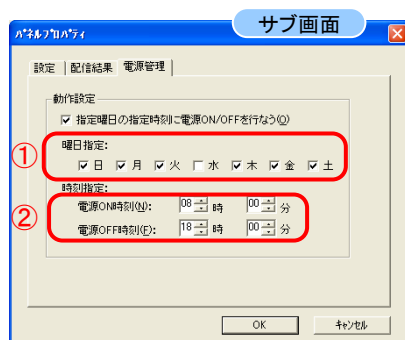 サブ画面
ﾊﾟﾈﾙﾌﾟﾛﾊﾟﾃｨ
設定 配信結果 電源管理
動作設定
指定曜日の指定時刻に電源ON/OFFを行なう(O)
①
曜日指定:
日 月 火 水 木 金 土
②
時刻指定:
電源ON時刻(N): 08 時 00 分
電源OFF時刻(F): 18 時 00 分
OK ｷｬﾝｾﾙ